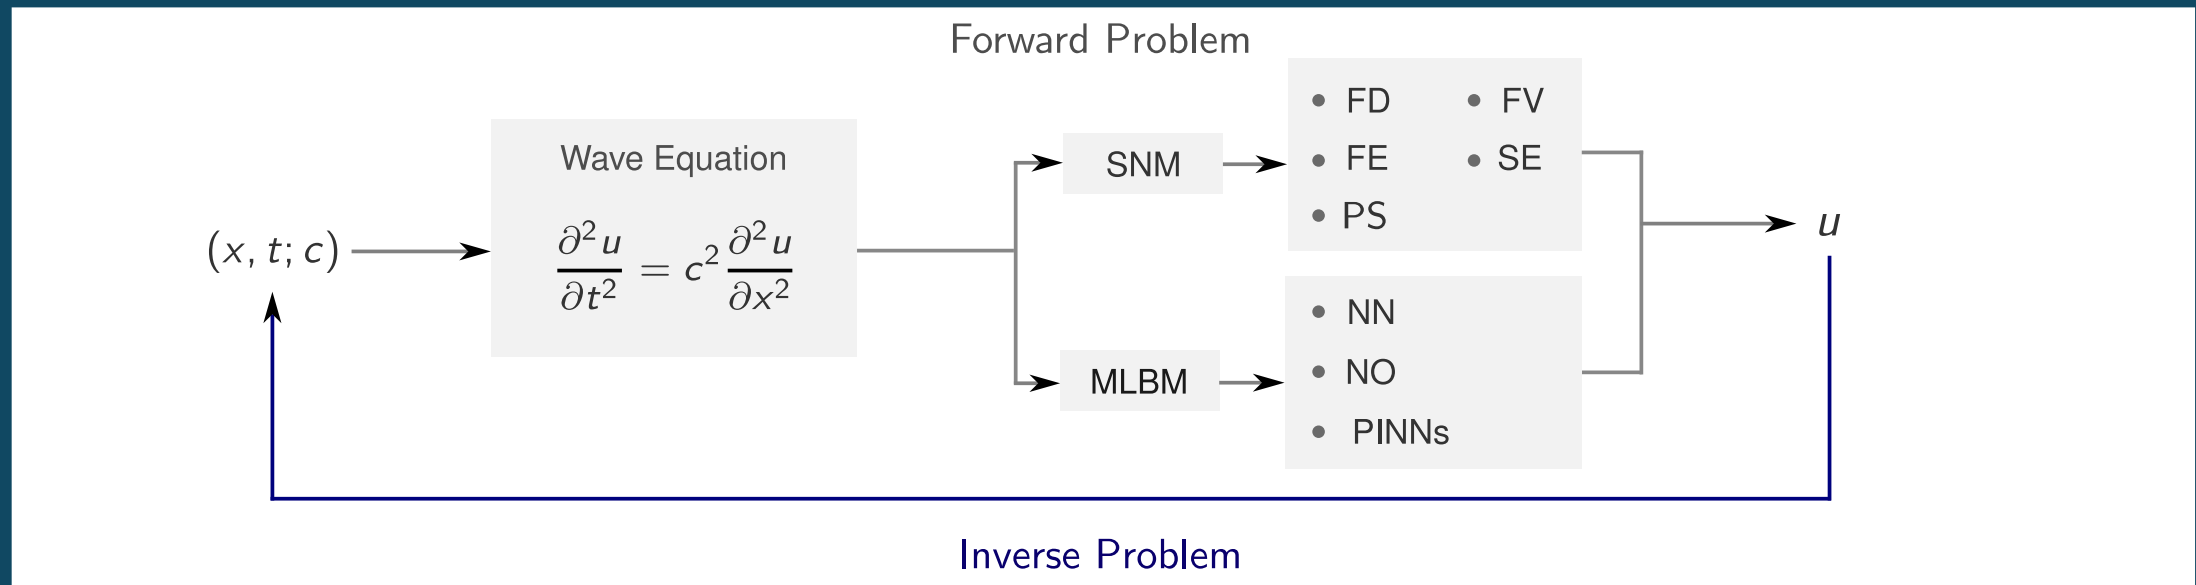 Forward Problem
(x, t; c)
Wave Equation
∂²u/∂t² = c² ∂²u/∂x²
SNM
• FD • FV
• FE • SE
• PS
MLBM
• NN
• NO
• PINNs
u
Inverse Problem